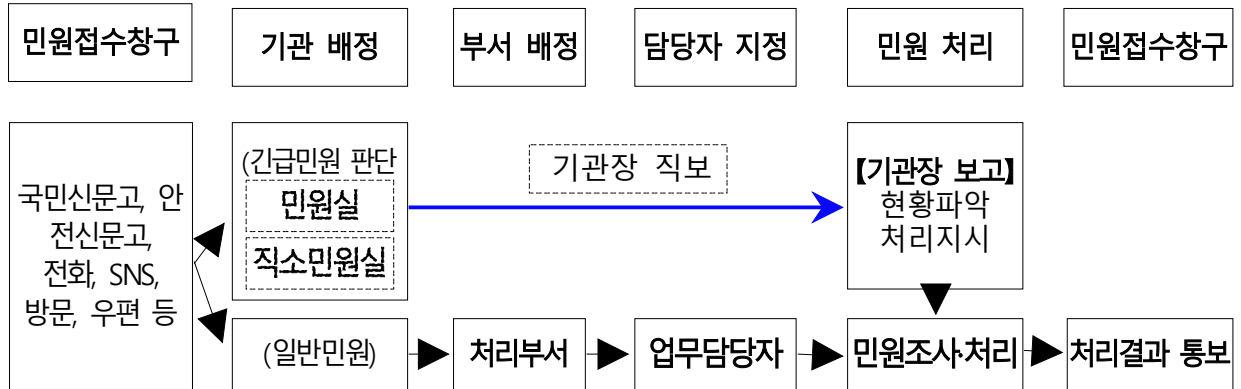 민원접수창구
기관 배정
부서 배정
담당자 지정
민원 처리
민원접수창구
국민신문고, 안
전신문고,
전화, SNS,
방문, 우편 등
(긴급민원 판단
민원실
직소민원실
기관장 직보
【기관장 보고】
현황파악
처리지시
(일반민원)
처리부서
업무담당자
민원조사·처리
처리결과 통보